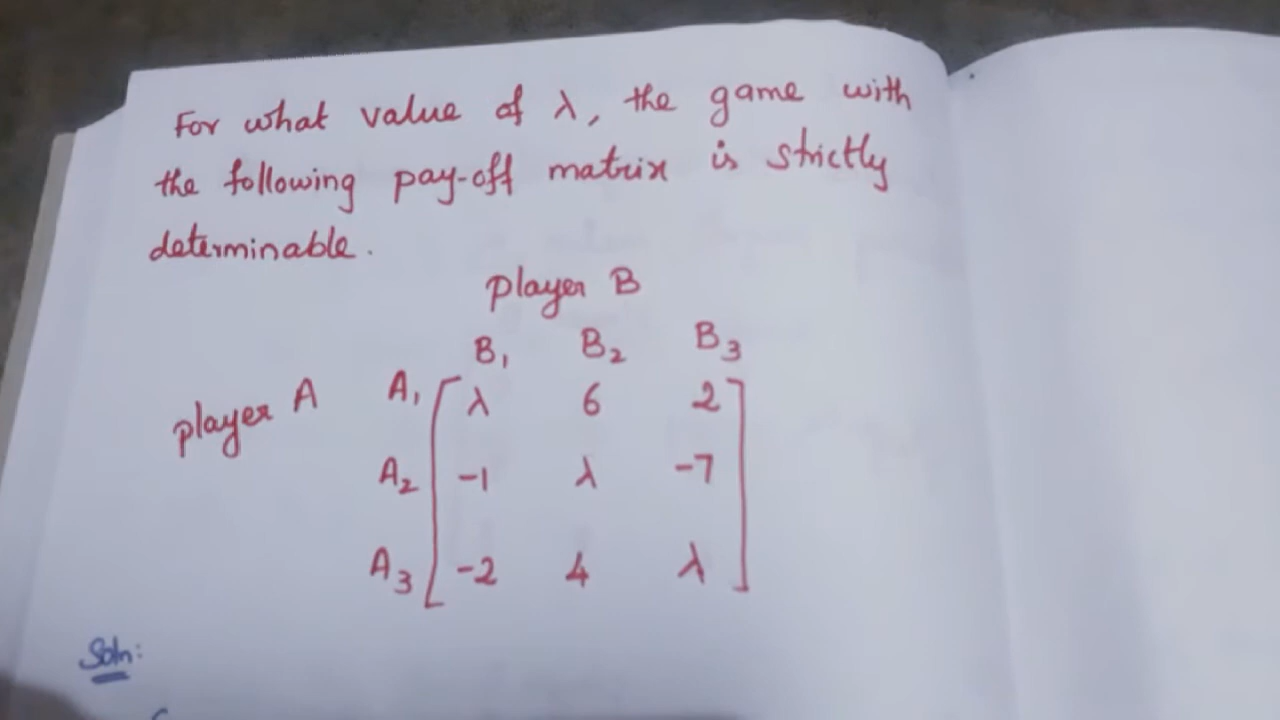 For what value of λ, the game with
the following pay-off matrix is strictly
determinable.
player B
B₁ B₂ B₃
player A A₁ λ 6 2
A₂ -1 λ -7
A₃ -2 4 λ
Soln: